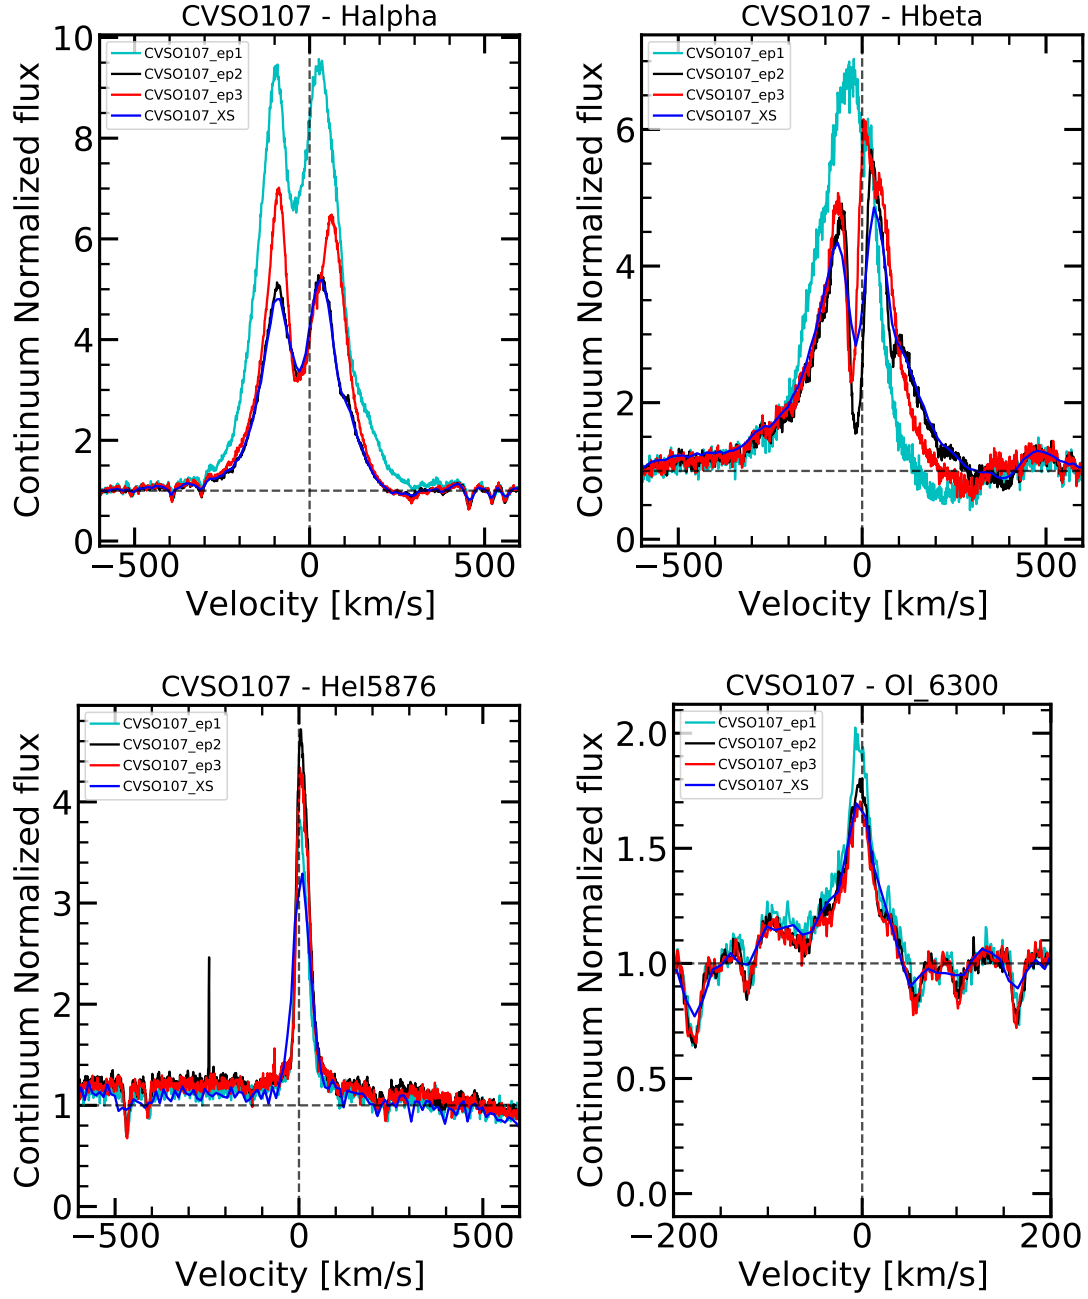 CVSO107 - Halpha
CVSO107_ep1
CVSO107_ep2
CVSO107_ep3
CVSO107_XS
Continuum Normalized flux
10
8
6
4
2
0
−500
0
500
Velocity [km/s]
CVSO107 - Hbeta
CVSO107_ep1
CVSO107_ep2
CVSO107_ep3
CVSO107_XS
Continuum Normalized flux
6
4
2
0
−500
0
500
Velocity [km/s]
CVSO107 - HeI5876
CVSO107_ep1
CVSO107_ep2
CVSO107_ep3
CVSO107_XS
Continuum Normalized flux
4
3
2
1
0
−500
0
500
Velocity [km/s]
CVSO107 - OI_6300
CVSO107_ep1
CVSO107_ep2
CVSO107_ep3
CVSO107_XS
Continuum Normalized flux
2.0
1.5
1.0
0.5
0.0
−200
0
200
Velocity [km/s]